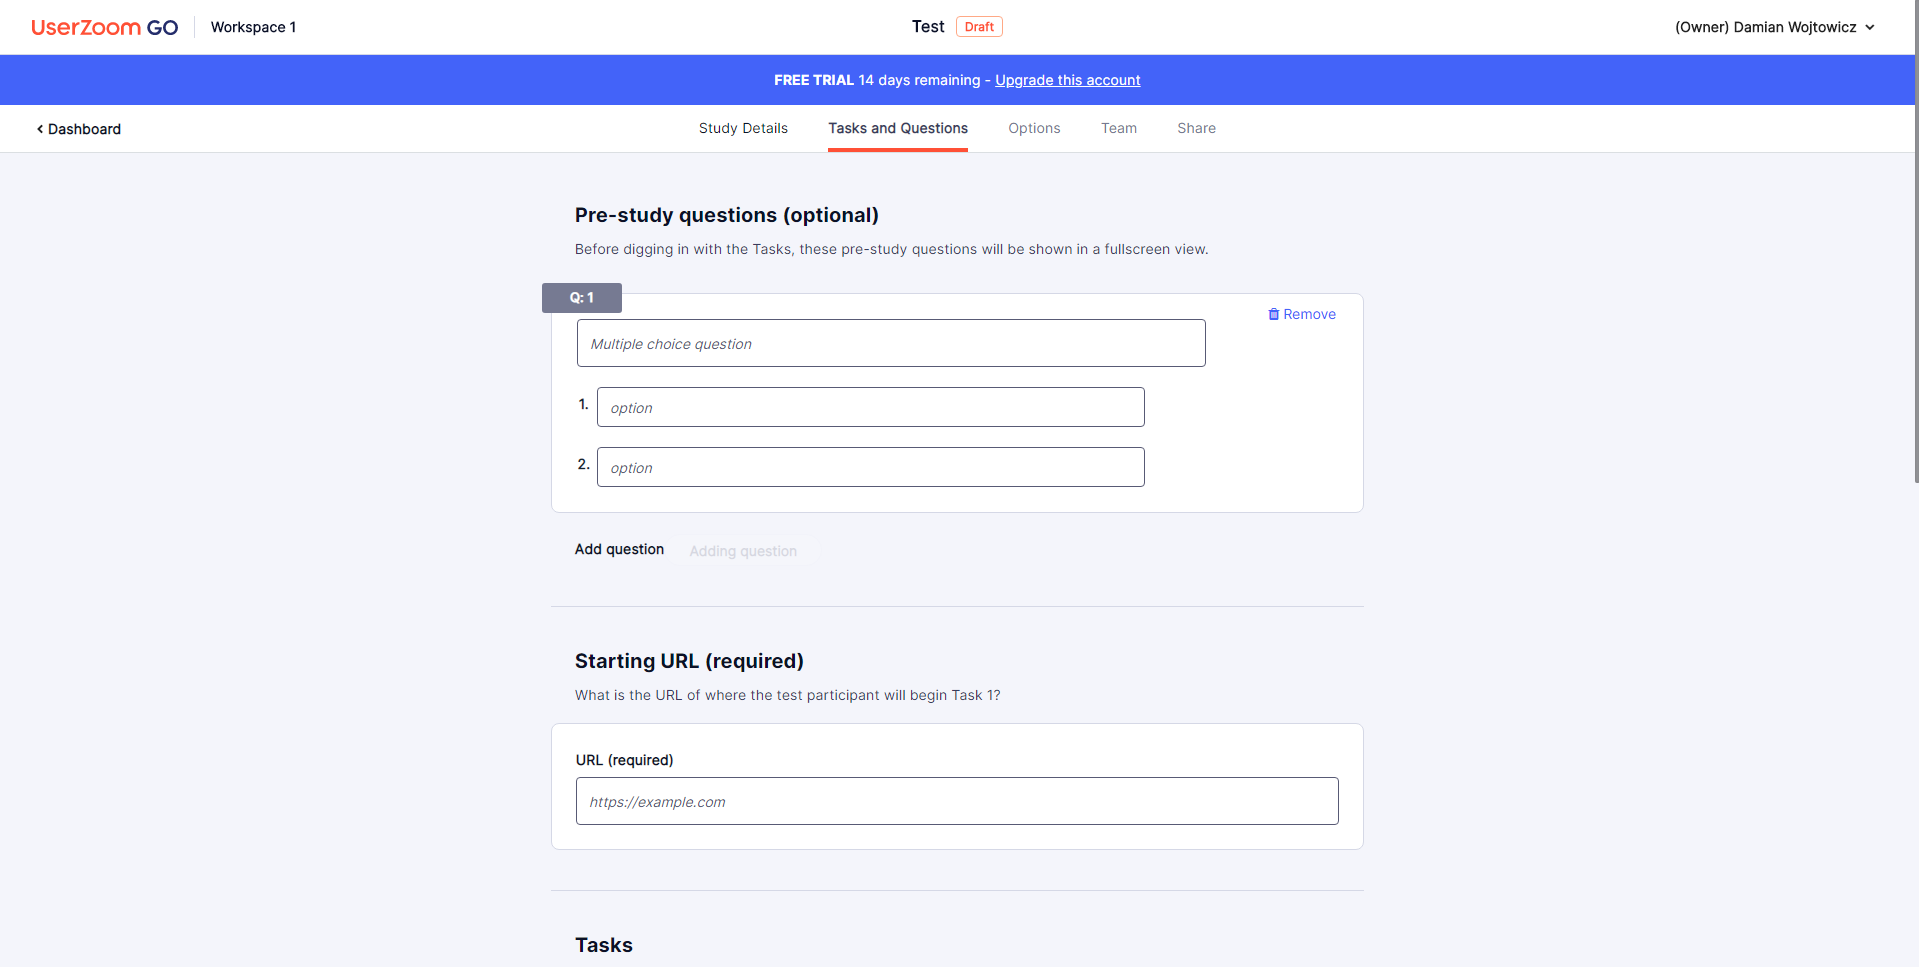 UserZoom GO
Workspace 1
Test
Draft
(Owner) Damian Wojtowicz
FREE TRIAL 14 days remaining - Upgrade this account
Dashboard
Study Details
Tasks and Questions
Options
Team
Share
Pre-study questions (optional)
Before digging in with the Tasks, these pre-study questions will be shown in a fullscreen view.
Q: 1
Remove
Multiple choice question
1. option
2. option
Add question
Adding question
Starting URL (required)
What is the URL of where the test participant will begin Task 1?
URL (required)
https://example.com
Tasks